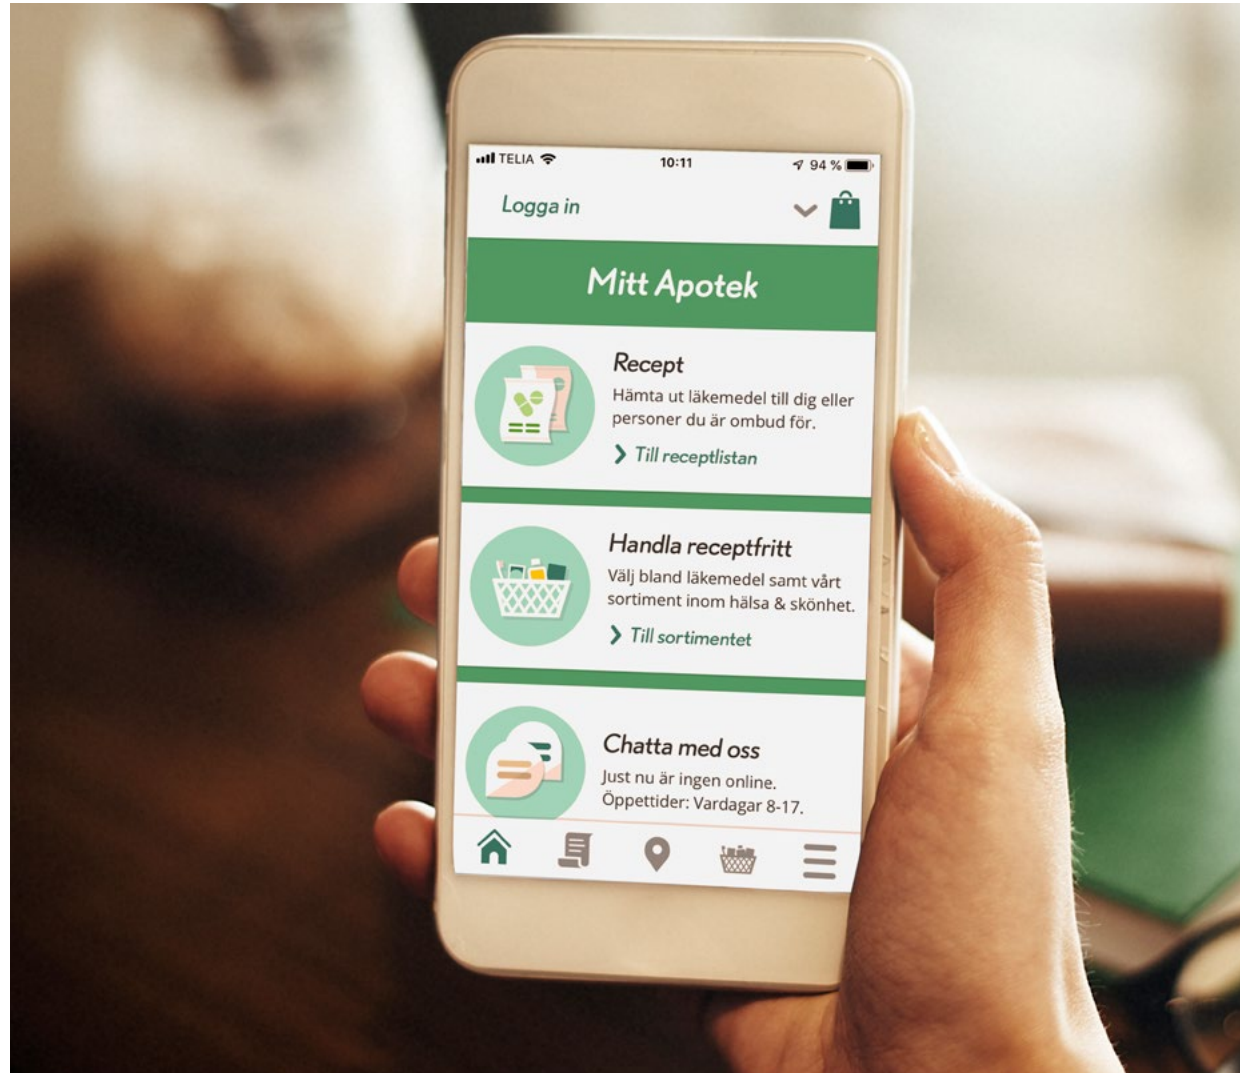 TELIA 10:11 94 %
Logga in
Mitt Apotek
Recept
Hämta ut läkemedel till dig eller
personer du är ombud för.
Till receptlistan
Handla receptfritt
Välj bland läkemedel samt vårt
sortiment inom hälsa & skönhet.
Till sortimentet
Chatta med oss
Just nu är ingen online.
Öppettider: Vardagar 8-17.